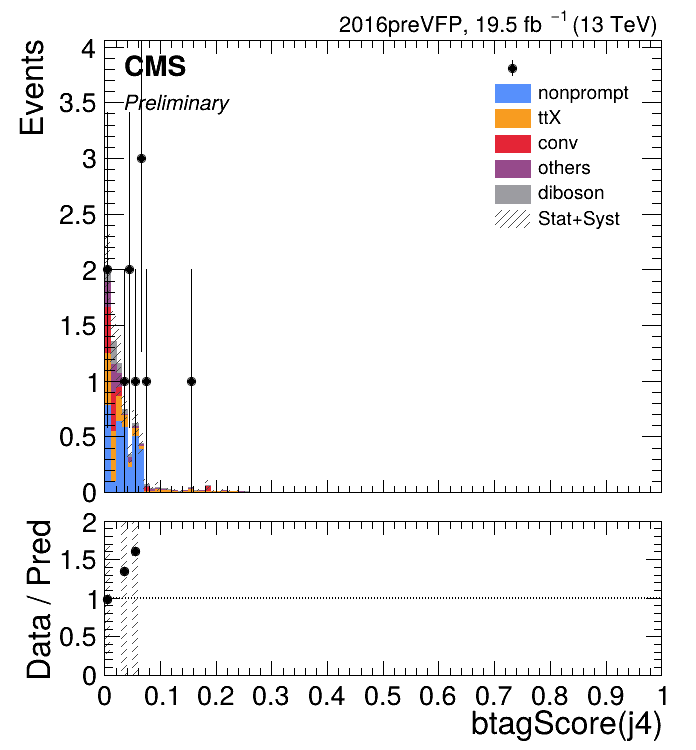 2016preVFP, 19.5 fb⁻¹ (13 TeV)
CMS
Preliminary
nonprompt
ttX
conv
others
diboson
Stat+Syst
Events
4
3.5
3
2.5
2
1.5
1
0.5
0
Data / Pred
2
1.5
1
0.5
0
0 0.1 0.2 0.3 0.4 0.5 0.6 0.7 0.8 0.9 1
btagScore(j4)